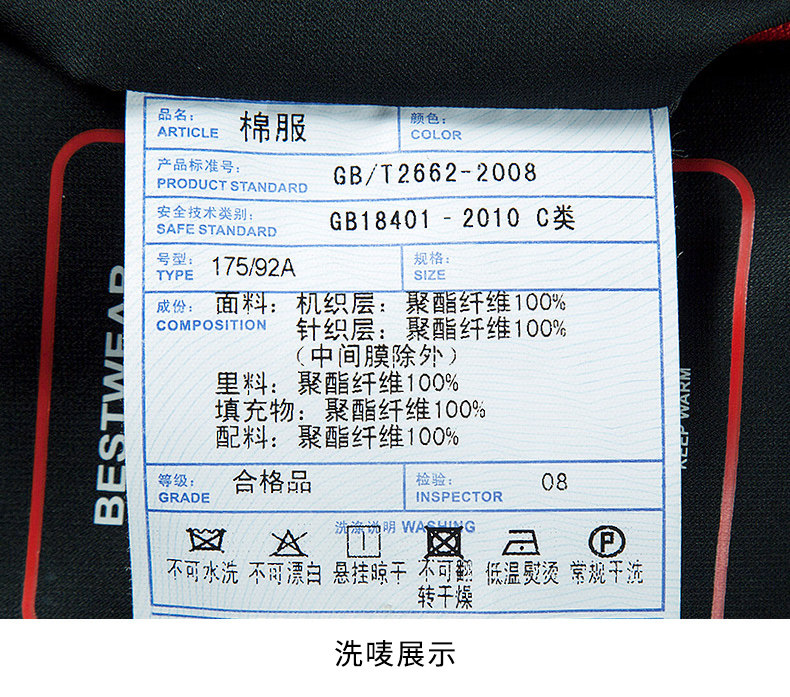 品名: 棉服 颜色:
ARTICLE COLOR
产品标准号: GB/T2662-2008
PRODUCT STANDARD
安全技术类别: GB18401 - 2010 C类
SAFE STANDARD
号型: 175/92A 规格:
TYPE SIZE
成份: 面料: 机织层: 聚酯纤维100%
COMPOSITION 针织层: 聚酯纤维100%
(中间膜除外)
里料: 聚酯纤维100%
填充物: 聚酯纤维100%
配料: 聚酯纤维100%
等级: 合格品 检验: 08
GRADE INSPECTOR
洗涤说明 WASHING
P
不可水洗 不可漂白 悬挂晾干 不可翻转干燥 低温熨烫 常规干洗
BESTWEAR
KEEP WARM
洗唛展示